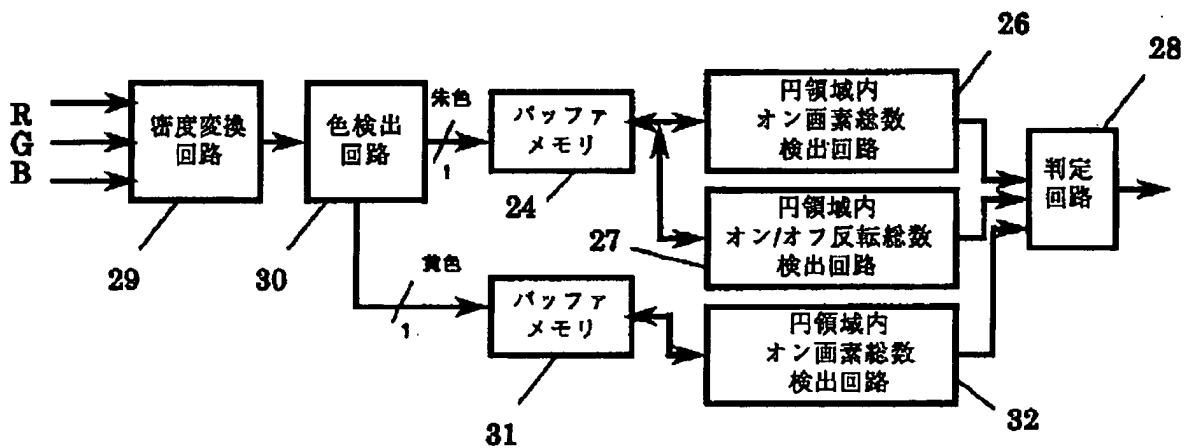 R
G
B
密度変換
回路
29
色検出
回路
30
朱色
1
黄色
1
バッファ
メモリ
24
バッファ
メモリ
31
円領域内
オン画素総数
検出回路
26
円領域内
オン/オフ反転総数
検出回路
27
円領域内
オン画素総数
検出回路
32
判定
回路
28